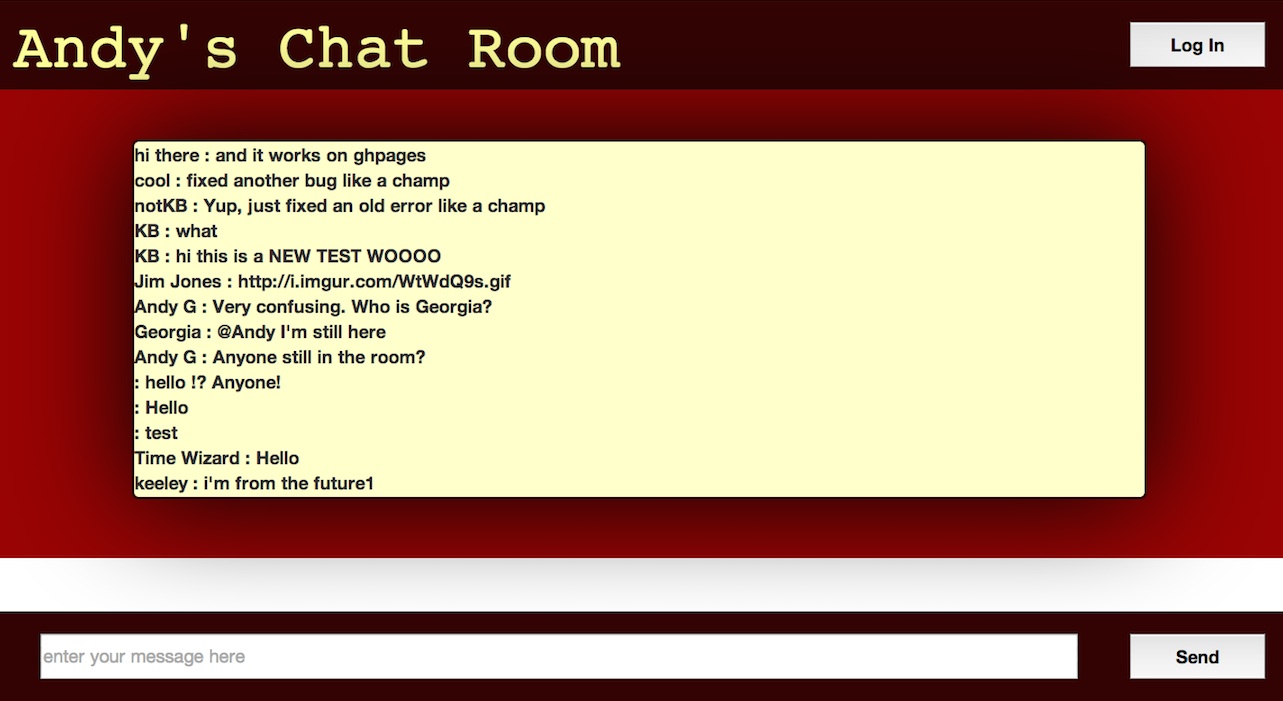 Andy's Chat Room
Log In
hi there : and it works on ghpages
cool : fixed another bug like a champ
notKB : Yup, just fixed an old error like a champ
KB : what
KB : hi this is a NEW TEST WOOOO
Jim Jones : http://i.imgur.com/WtWdQ9s.gif
Andy G : Very confusing. Who is Georgia?
Georgia : @Andy I'm still here
Andy G : Anyone still in the room?
: hello !? Anyone!
: Hello
: test
Time Wizard : Hello
keeley : i'm from the future1
enter your message here
Send